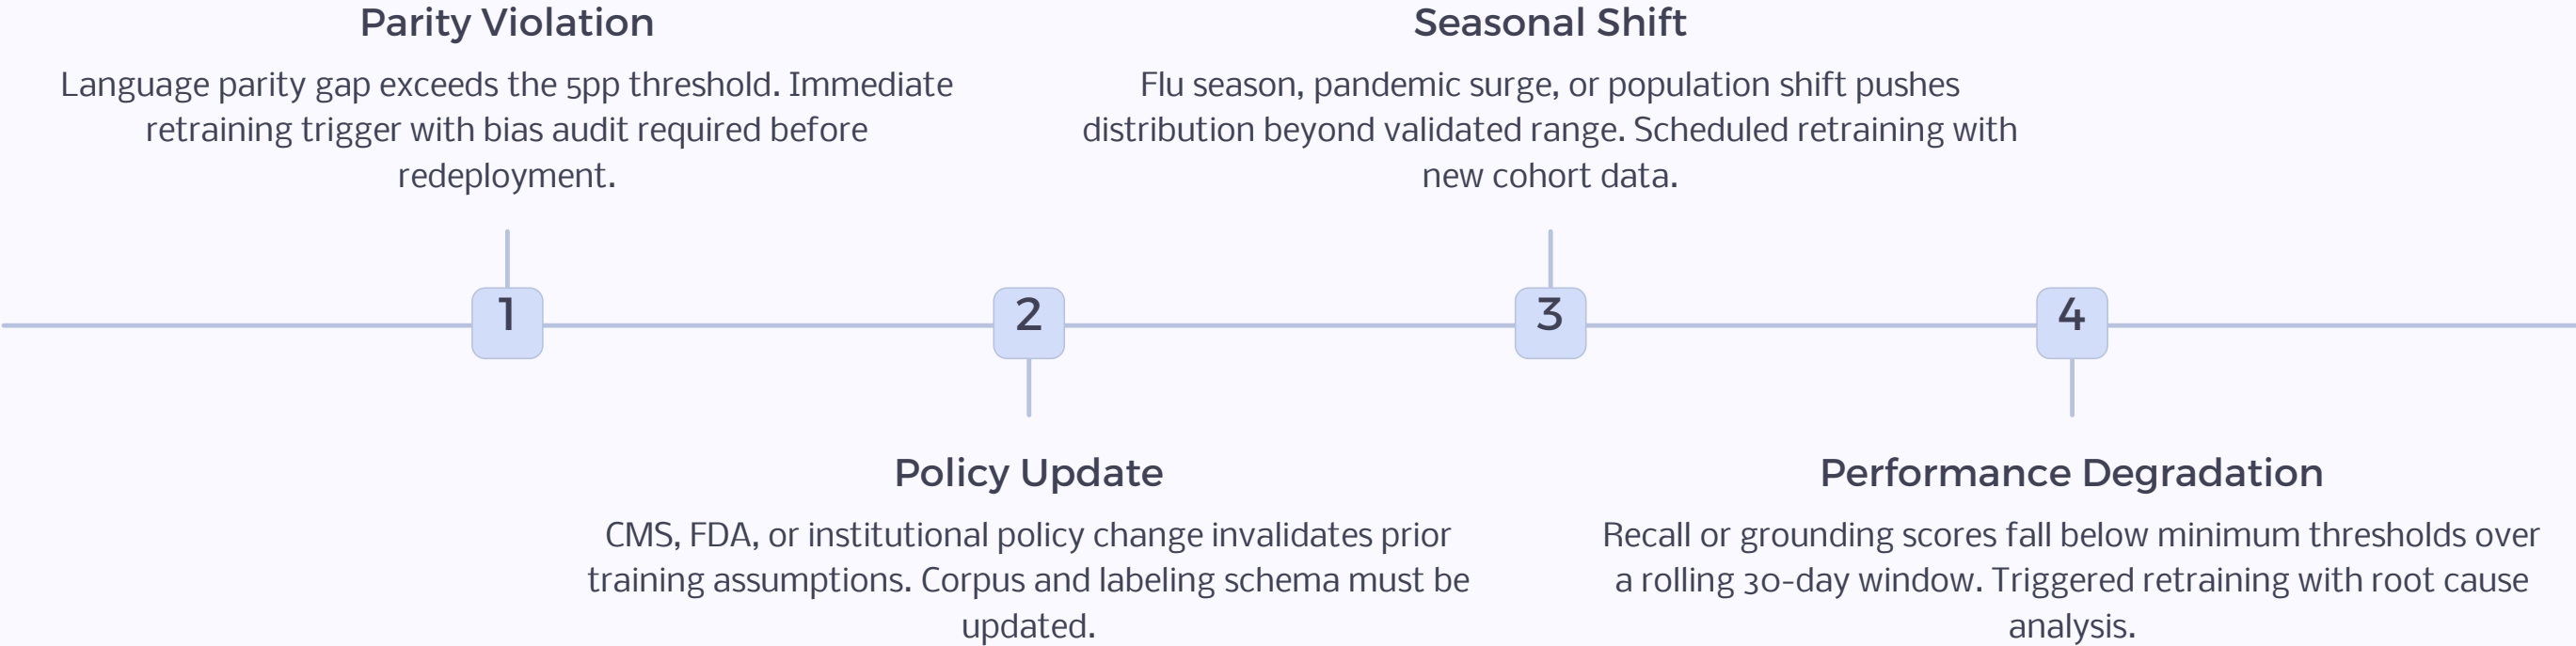 Parity Violation
Language parity gap exceeds the 5pp threshold. Immediate
retraining trigger with bias audit required before
redeployment.
Seasonal Shift
Flu season, pandemic surge, or population shift pushes
distribution beyond validated range. Scheduled retraining with
new cohort data.
1
2
3
4
Policy Update
CMS, FDA, or institutional policy change invalidates prior
training assumptions. Corpus and labeling schema must be
updated.
Performance Degradation
Recall or grounding scores fall below minimum thresholds over
a rolling 30-day window. Triggered retraining with root cause
analysis.